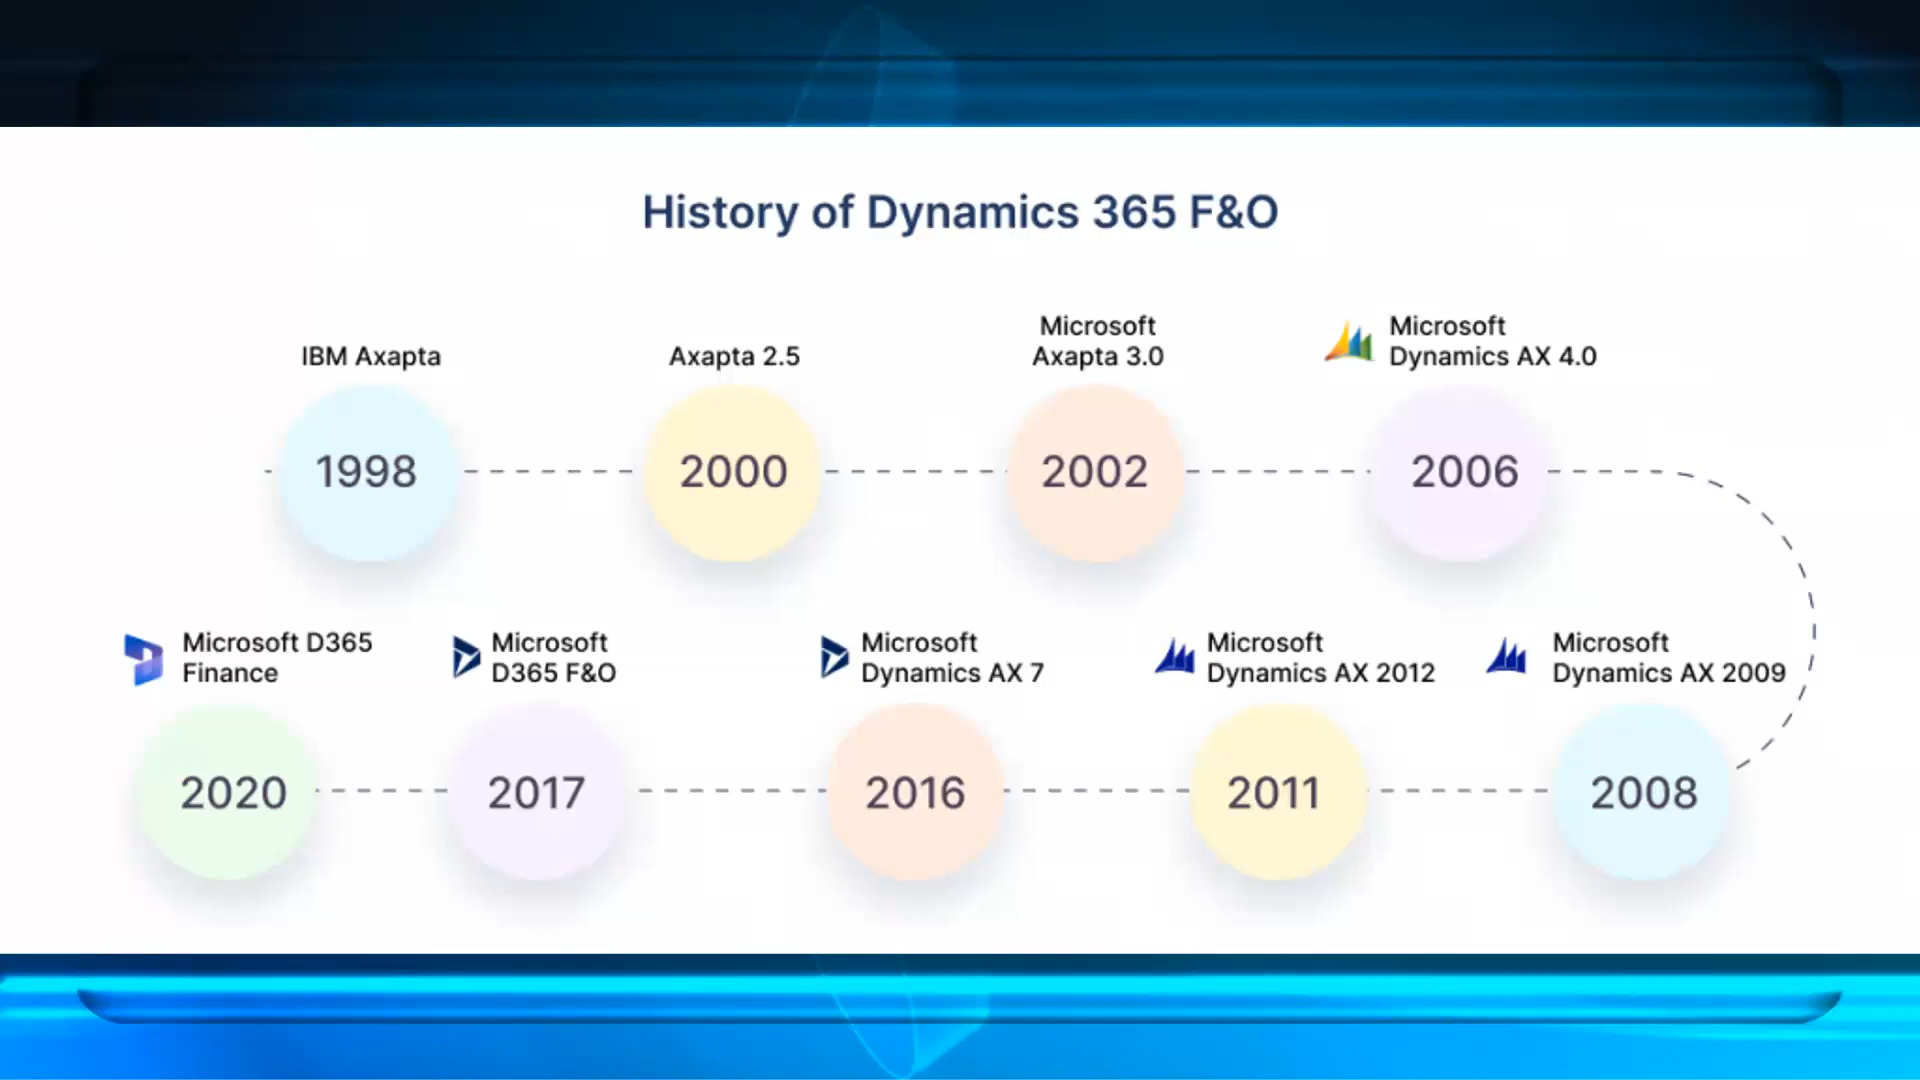 History of Dynamics 365 F&O
IBM Axapta
1998
Axapta 2.5
2000
Microsoft
Axapta 3.0
2002
Microsoft
Dynamics AX 4.0
2006
Microsoft D365
Finance
2020
Microsoft
D365 F&O
2017
Microsoft
Dynamics AX 7
2016
Microsoft
Dynamics AX 2012
2011
Microsoft
Dynamics AX 2009
2008